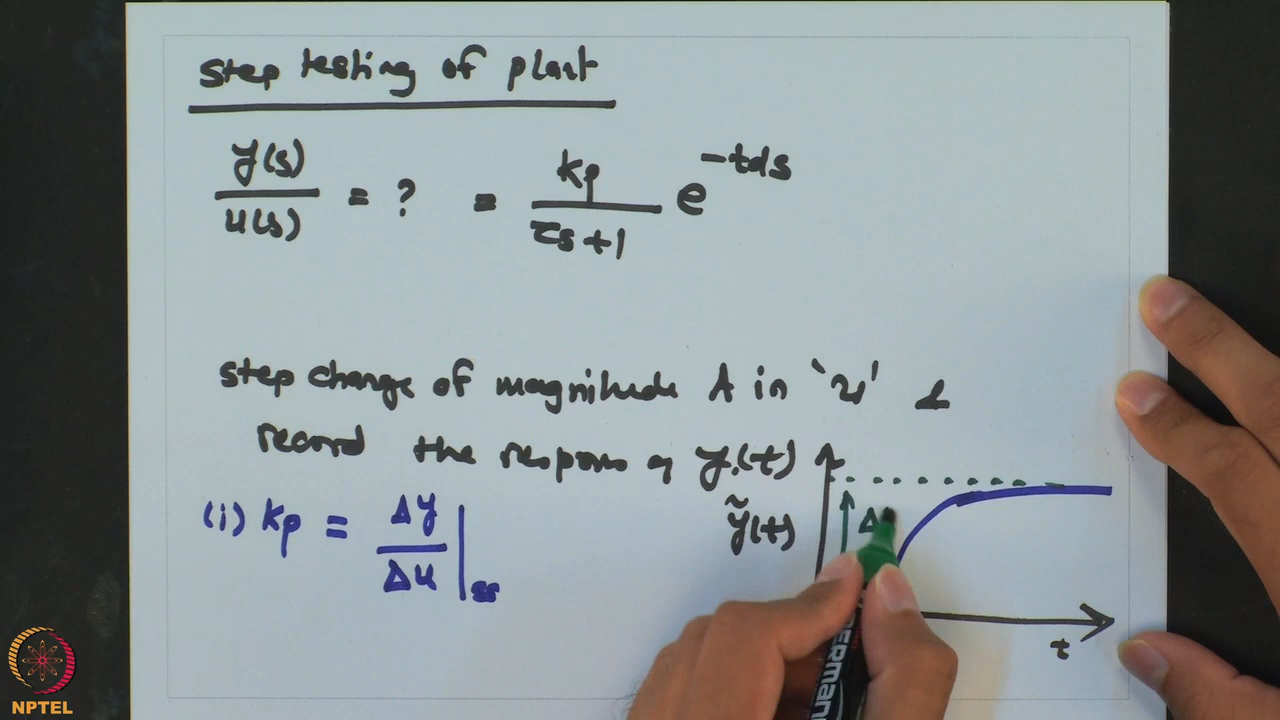 step testing of plant
y(s)/u(s) = ? = kp/τs+1 e^-tds
step change of magnitude A in 'u' &
record the response of y(t)
(i) kp = Δy/Δu |ss
ỹ(t)
Δ
t
PERMAN
NPTEL